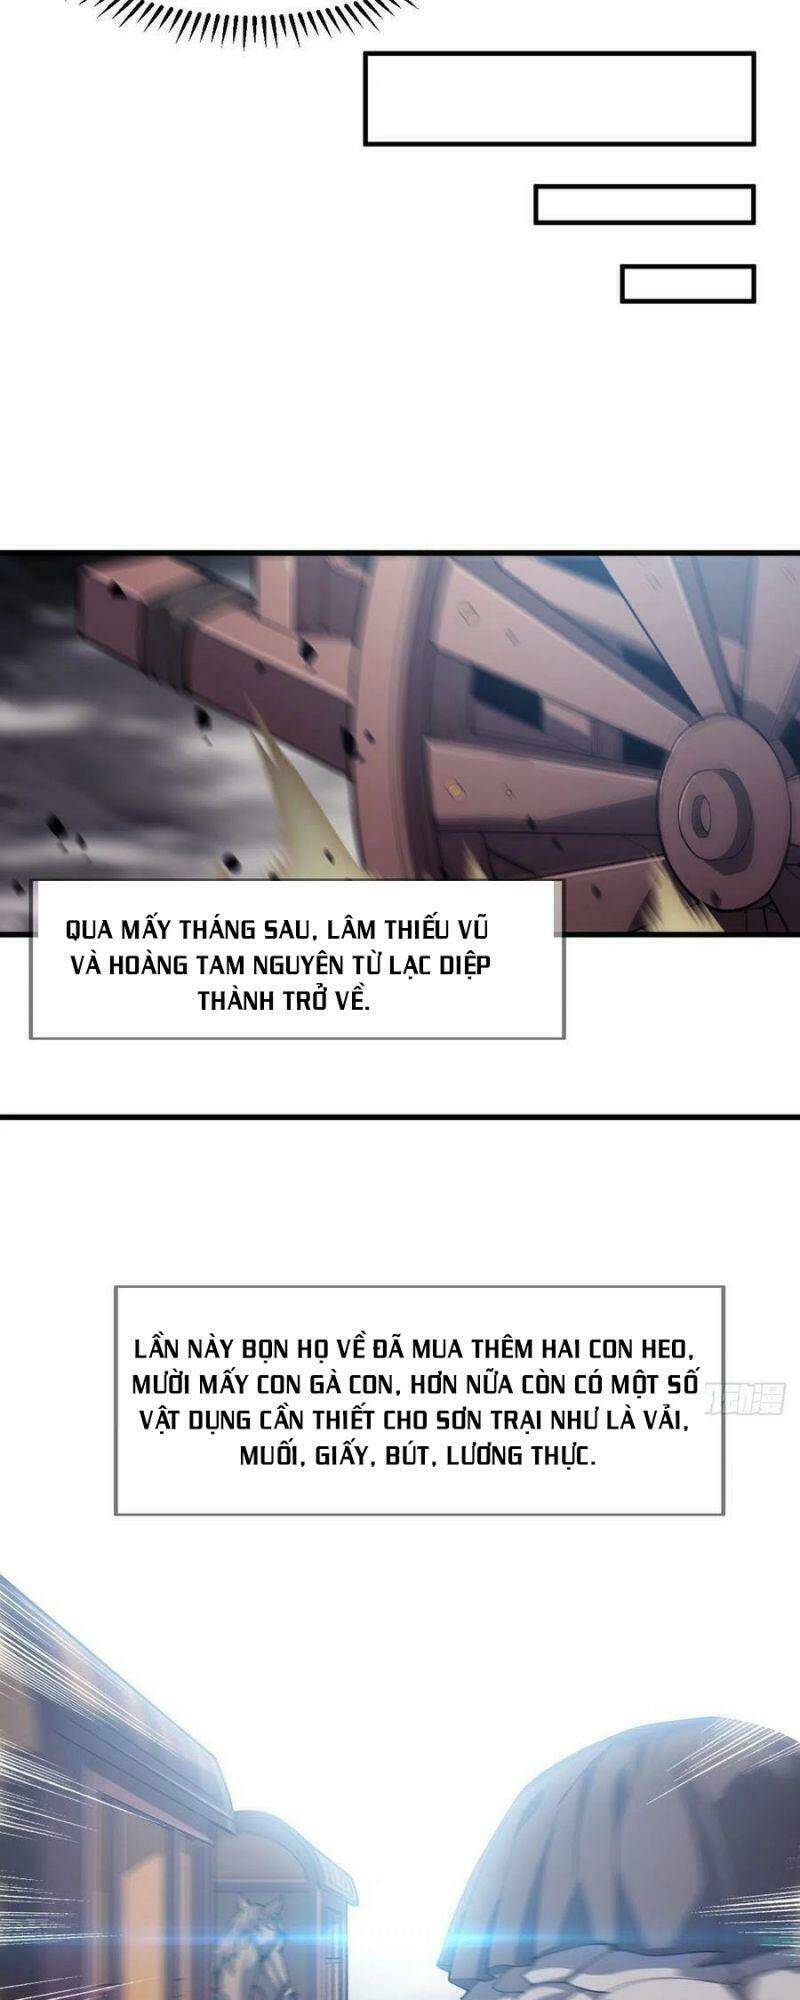 QUA MẤY THÁNG SAU, LÂM THIẾU VŨ
VÀ HOÀNG TAM NGUYÊN TỪ LẠC DIỆP
THÀNH TRỞ VỀ.
LẦN NÀY BỌN HỌ VỀ ĐÃ MUA THÊM HAI CON HEO,
MƯỜI MẤY CON GÀ CON, HƠN NỮA CÒN CÓ MỘT SỐ
VẬT DỤNG CẦN THIẾT CHO SƠN TRẠI NHƯ LÀ VẢI,
MUỐI, GIẤY, BÚT, LƯƠNG THỰC.